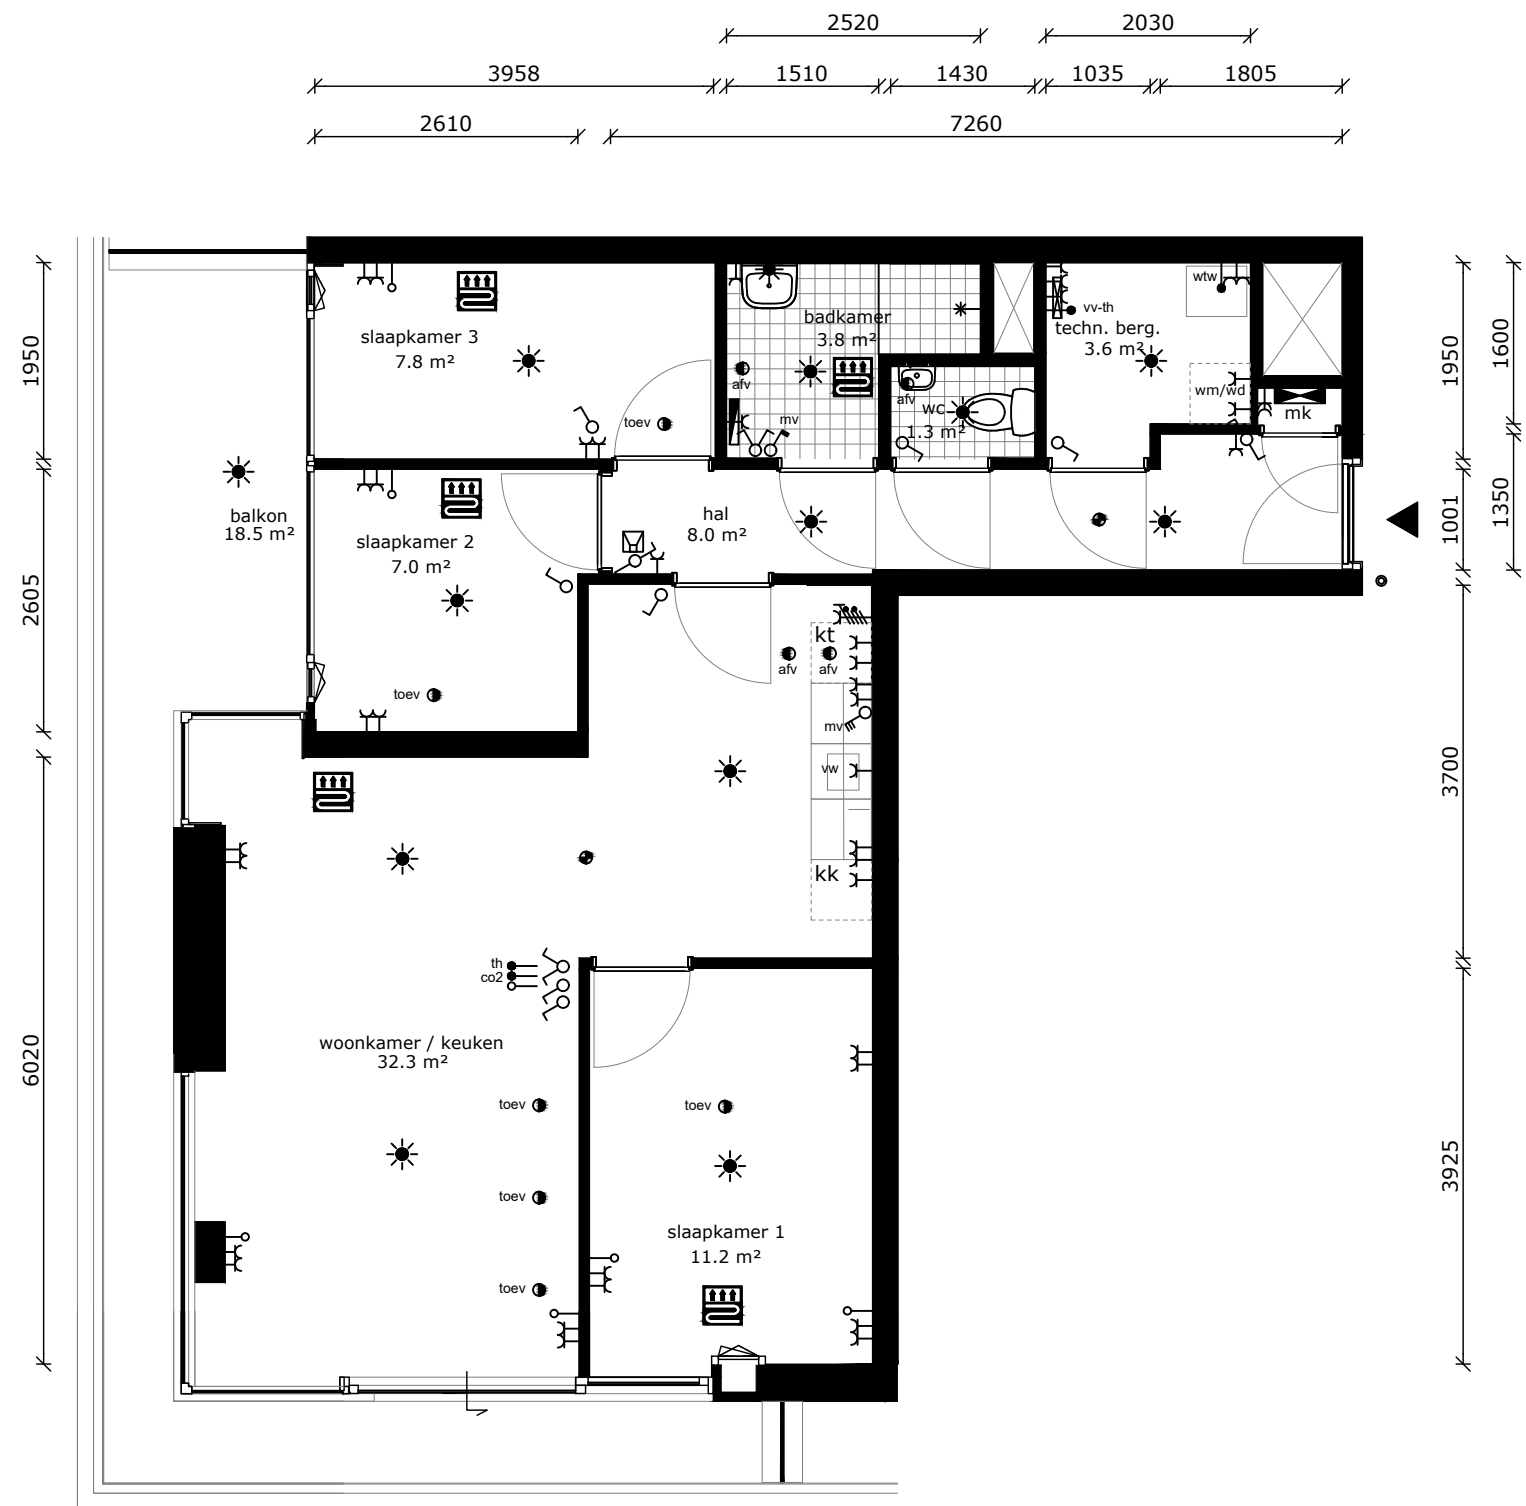 2520
2030
3958
1510
1430
1035
1805
2610
7260
1950
2605
6020
1950
1001
3700
3925
1600
1350
slaapkamer 3
7.8 m²
toev
badkamer
3.8 m²
afv
mv
afv
wc
1.3 m²
vv-th
techn. berg.
3.6 m²
wtw
wm/wd
mk
balkon
18.5 m²
slaapkamer 2
7.0 m²
toev
hal
8.0 m²
kt
afv
afv
mv
vw
kk
th
co2
woonkamer / keuken
32.3 m²
toev
toev
toev
toev
slaapkamer 1
11.2 m²